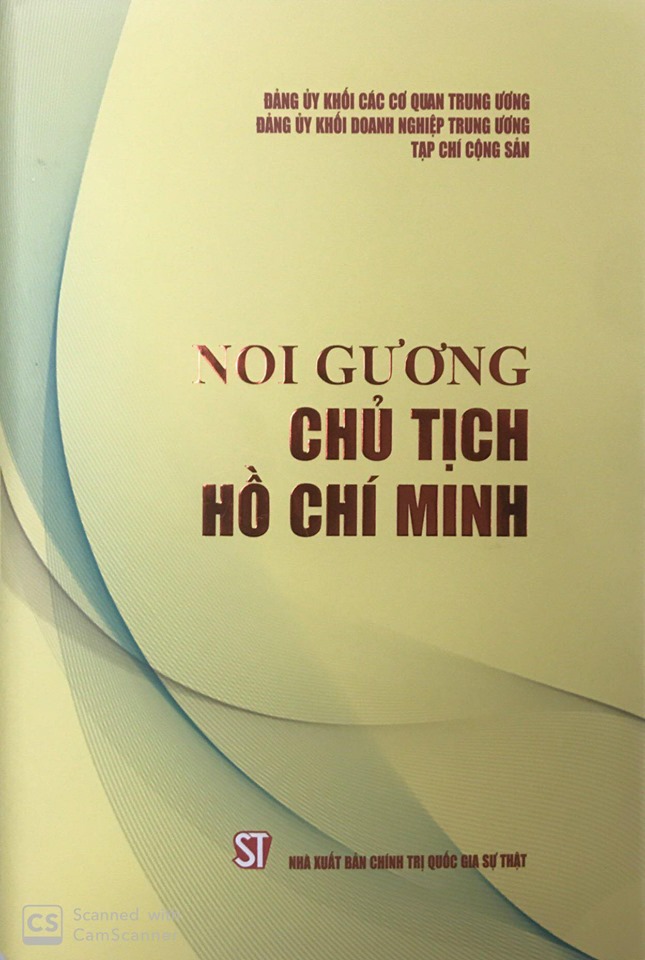 ĐẢNG ỦY KHỐI CÁC CƠ QUAN TRUNG ƯƠNG
ĐẢNG ỦY KHỐI DOANH NGHIỆP TRUNG ƯƠNG
TẠP CHÍ CỘNG SẢN
NOI GƯƠNG
CHỦ TỊCH
HỒ CHÍ MINH
ST
NHÀ XUẤT BẢN CHÍNH TRỊ QUỐC GIA SỰ THẬT
CS
Scanned with
CamScanner